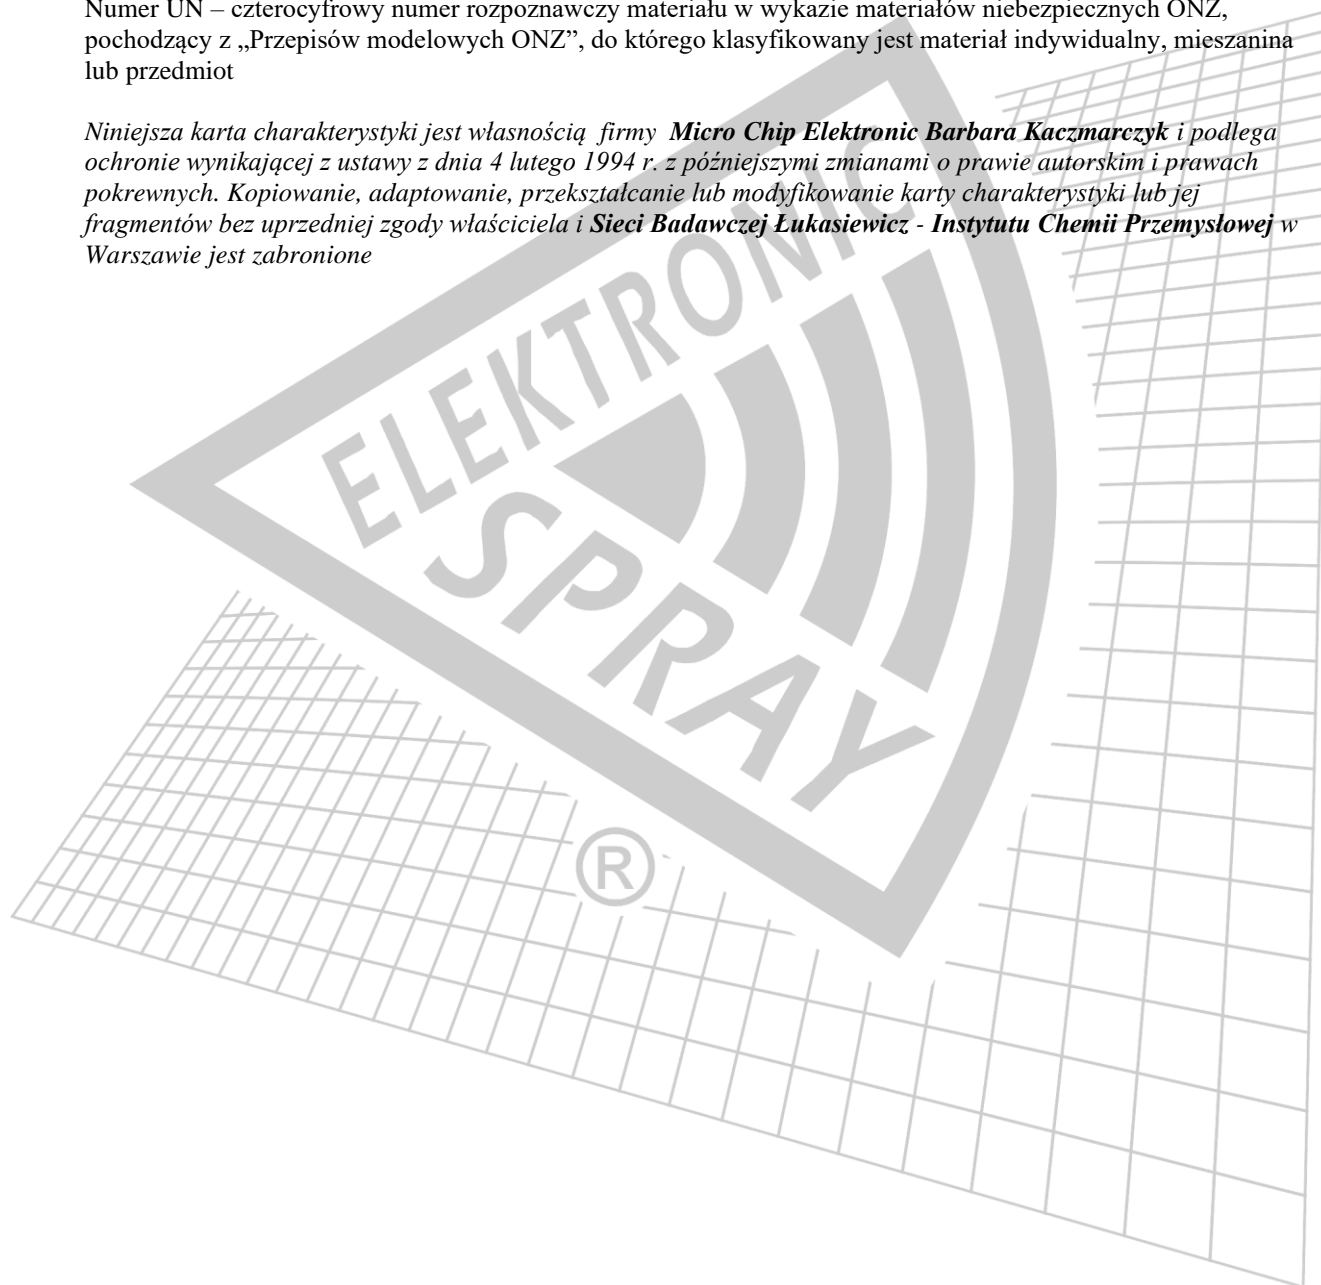 Numer UN – czterocyfrowy numer rozpoznawczy materiału w wykazie materiałów niebezpiecznych ONZ,
pochodzący z „Przepisów modelowych ONZ”, do którego klasyfikowany jest materiał indywidualny, mieszanina
lub przedmiot
Niniejsza karta charakterystyki jest własnością firmy Micro Chip Elektronic Barbara Kaczmarczyk i podlega
ochronie wynikającej z ustawy z dnia 4 lutego 1994 r. z późniejszymi zmianami o prawie autorskim i prawach
pokrewnych. Kopiowanie, adaptowanie, przekształcanie lub modyfikowanie karty charakterystyki lub jej
fragmentów bez uprzedniej zgody właściciela i Sieci Badawczej Łukasiewicz - Instytutu Chemii Przemysłowej w
Warszawie jest zabronione
ELEKTRONIC
SPRAY
®